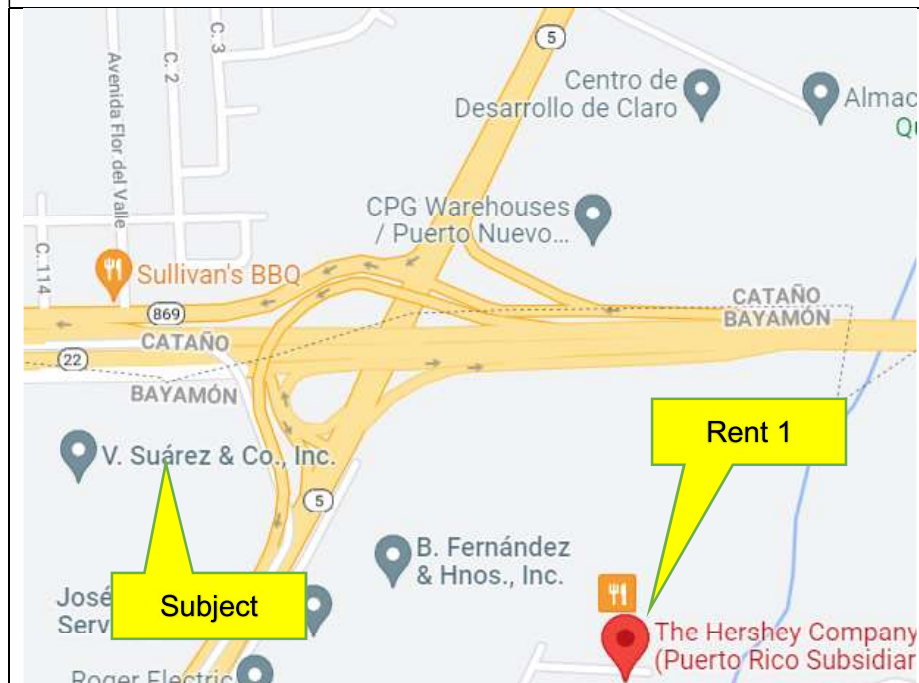 5
C. 3
C. 2
Avenida Flor del Valle
Centro de
Desarrollo de Claro
Almac
Qu
CPG Warehouses
/ Puerto Nuevo...
C. 114
Sullivan's BBQ
869
CATAÑO
BAYAMÓN
CATAÑO
22
BAYAMÓN
Rent 1
V. Suárez & Co., Inc.
5
B. Fernández
& Hnos., Inc.
José
Serv
Subject
The Hershey Company
(Puerto Rico Subsidiar
Roger Electric